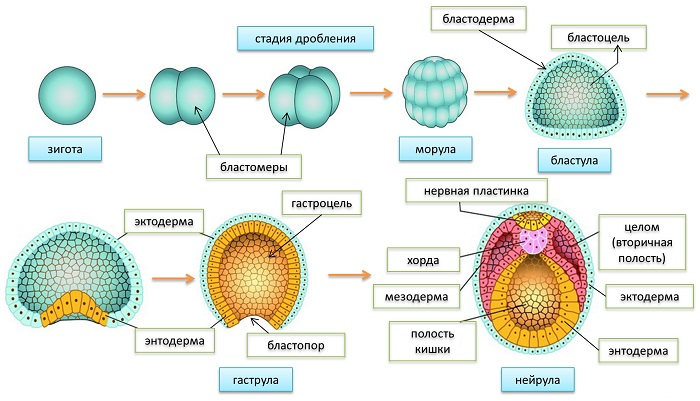 стадия дробления
бластодерма
бластоцель
зигота
бластомеры
морула
бластула
эктодерма
гастроцель
энтодерма
бластопор
гаструла
нервная пластинка
целом
(вторичная
полость)
хорда
мезодерма
эктодерма
полость
кишки
энтодерма
нейрула